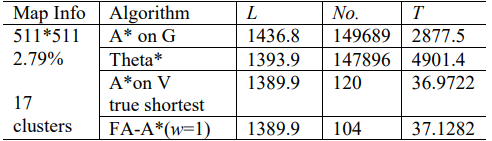 Map Info Algorithm L No. T
511*511 A* on G 1436.8 149689 2877.5
2.79% Theta* 1393.9 147896 4901.4
A*on V 1389.9 120 36.9722
17 true shortest
clusters FA-A*(w=1) 1389.9 104 37.1282